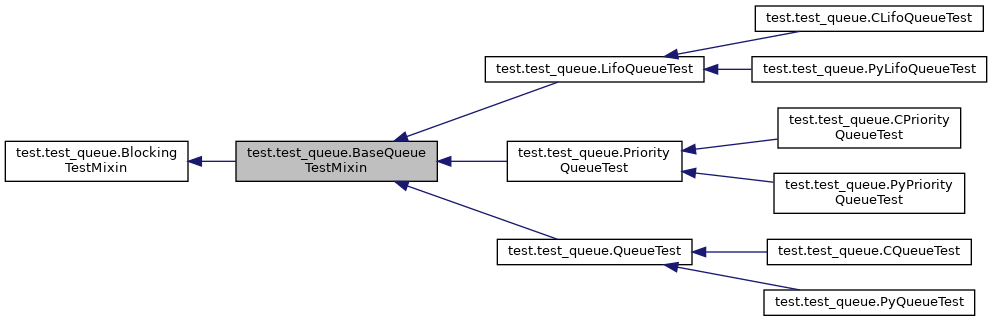 test.test_queue.Blocking
TestMixin
test.test_queue.BaseQueue
TestMixin
test.test_queue.LifoQueueTest
test.test_queue.CLifoQueueTest
test.test_queue.PyLifoQueueTest
test.test_queue.Priority
QueueTest
test.test_queue.CPriority
QueueTest
test.test_queue.PyPriority
QueueTest
test.test_queue.QueueTest
test.test_queue.CQueueTest
test.test_queue.PyQueueTest